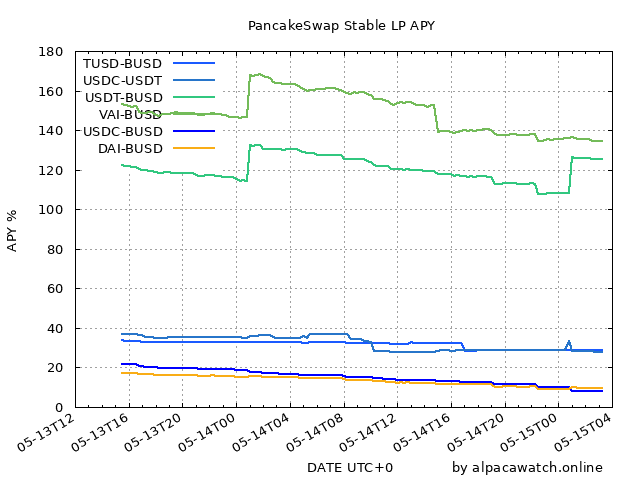 PancakeSwap Stable LP APY
180
160
140
120
100
80
60
40
20
0
APY %
TUSD-BUSD
USDC-USDT
USDT-BUSD
VAI-BUSD
USDC-BUSD
DAI-BUSD
05-13T12
05-13T16
05-13T20
05-14T00
05-14T04
05-14T08
05-14T12
05-14T16
05-14T20
05-15T00
05-15T04
DATE UTC+0
by alpacawatch.online